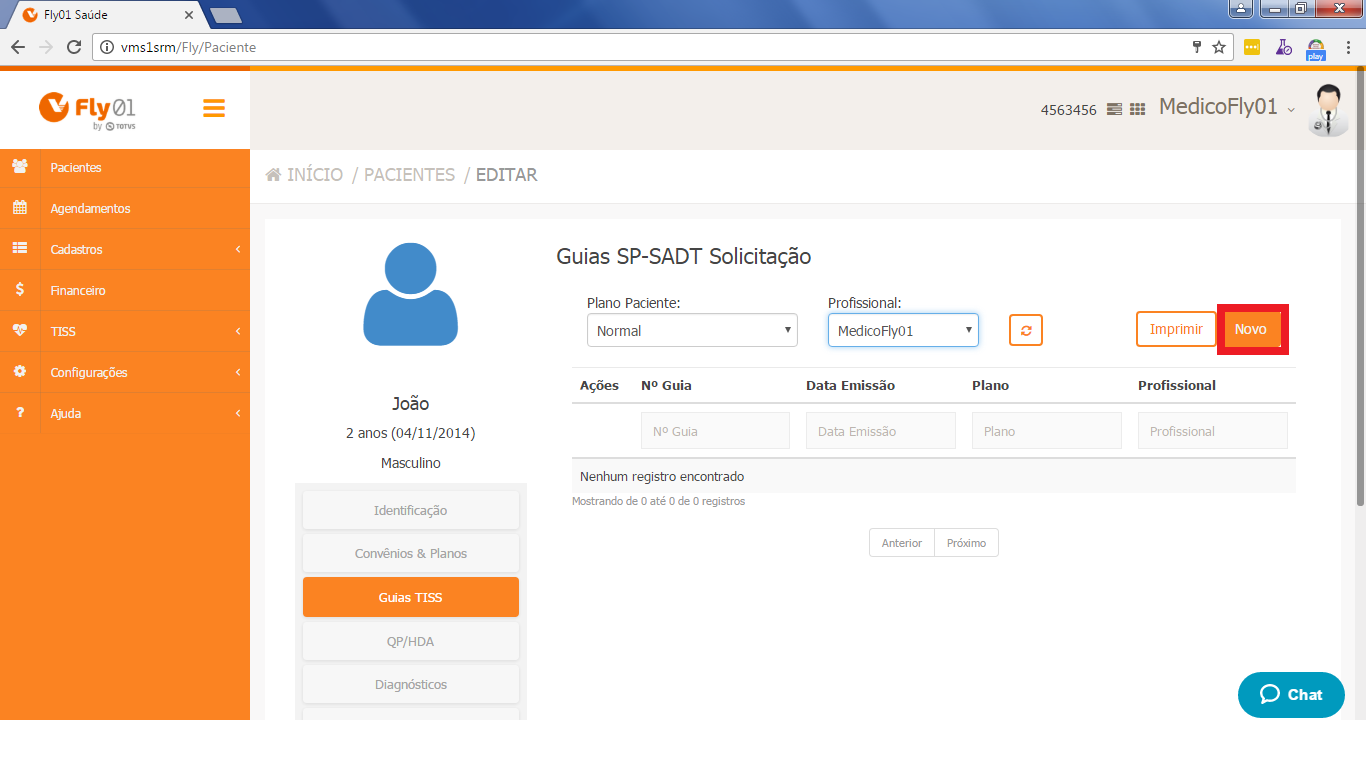 Fly01 Saúde
vms1srm/Fly/Paciente
play
Fly01
by TOTVS
4563456
MedicoFly01
Pacientes
Agendamentos
Cadastros
Financeiro
TISS
Configurações
Ajuda
INÍCIO / PACIENTES / EDITAR
João
2 anos (04/11/2014)
Masculino
Identificação
Convênios & Planos
Guias TISS
QP/HDA
Diagnósticos
Guias SP-SADT Solicitação
Plano Paciente: Profissional:
Normal MedicoFly01 Imprimir Novo
Ações Nº Guia Data Emissão Plano Profissional
Nº Guia Data Emissão Plano Profissional
Nenhum registro encontrado
Mostrando de 0 até 0 de 0 registros
Anterior Próximo
Chat